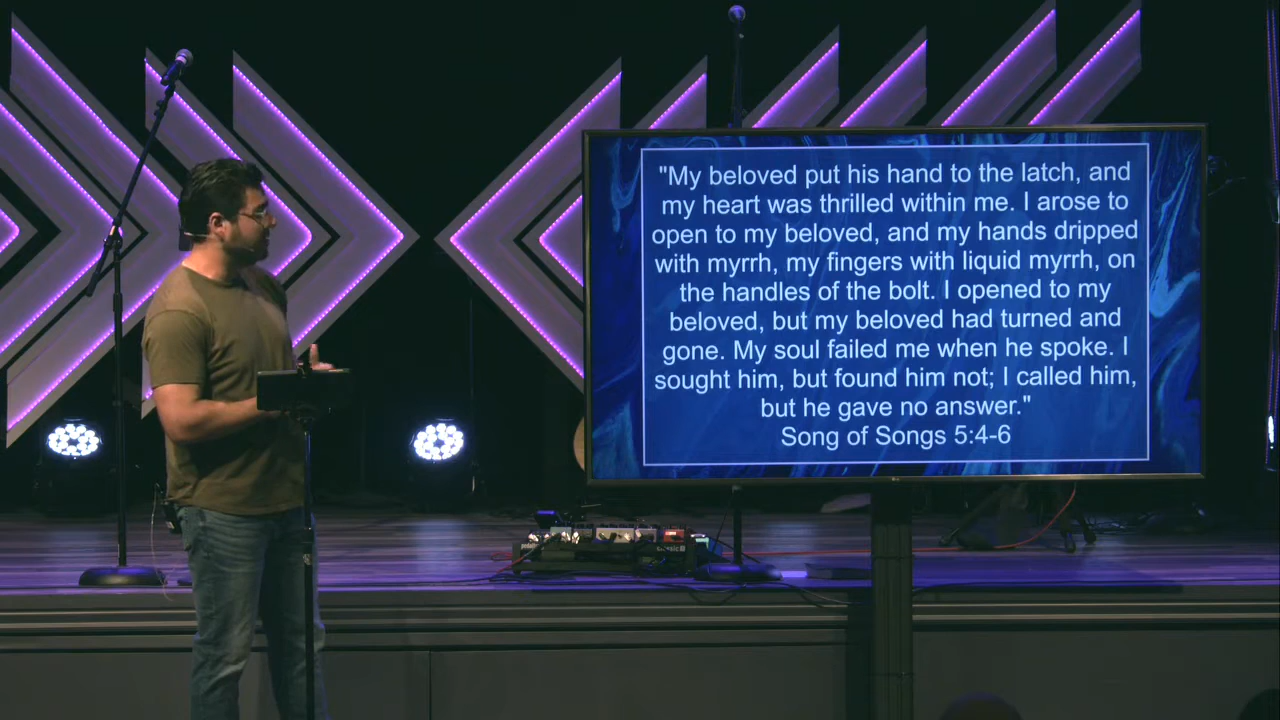 "My beloved put his hand to the latch, and
my heart was thrilled within me. I arose to
open to my beloved, and my hands dripped
with myrrh, my fingers with liquid myrrh, on
the handles of the bolt. I opened to my
beloved, but my beloved had turned and
gone. My soul failed me when he spoke. I
sought him, but found him not; I called him,
but he gave no answer."
Song of Songs 5:4-6